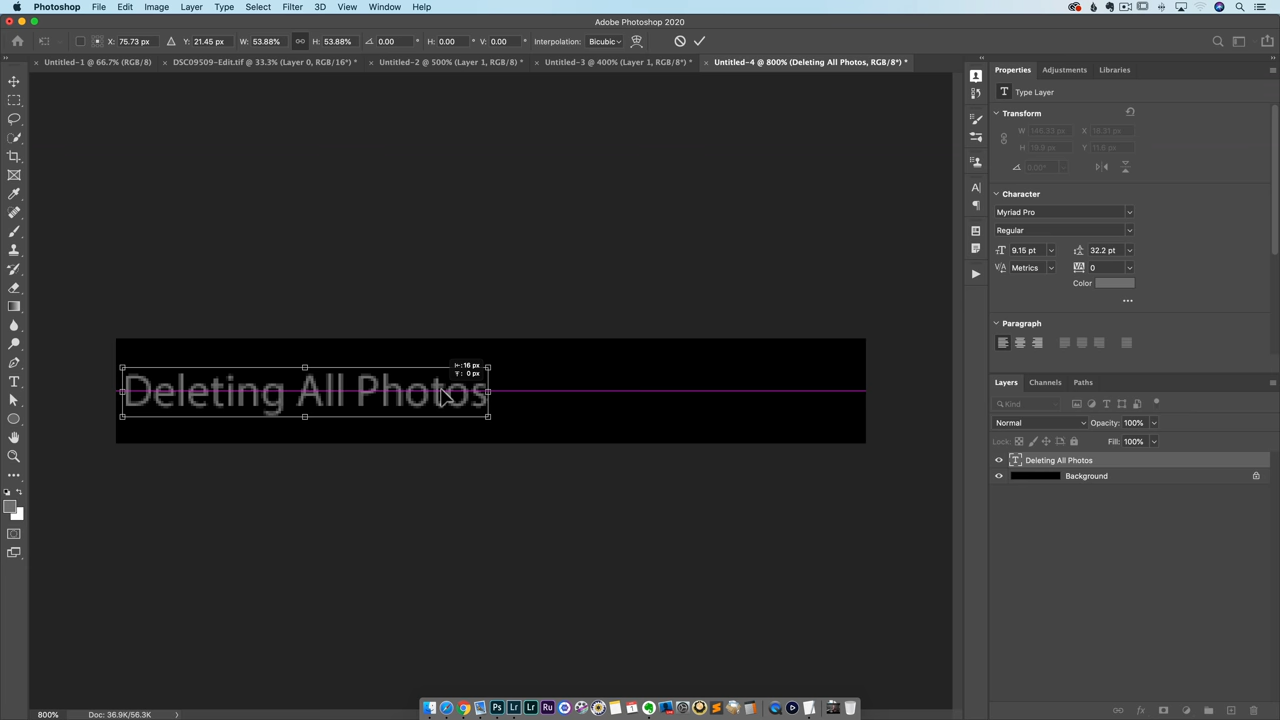 Photoshop File Edit Image Layer Type Select Filter 3D View Window Help
Adobe Photoshop 2020
X: 75.73 px Y: 21.45 px W: 53.88% H: 53.88% 0.00 ° H: 0.00 ° V: 0.00 ° Interpolation: Bicubic
Untitled-1 @ 66.7% (RGB/8) DSC09509-Edit.tif @ 33.3% (Layer 0, RGB/16*) * Untitled-2 @ 500% (Layer 1, RGB/8) * Untitled-3 @ 400% (Layer 1, RGB/8*) * Untitled-4 @ 800% (Deleting All Photos, RGB/8*) *
Properties Adjustments Libraries
T Type Layer
Transform
W 146.33 px X 18.31 px
H 19.9 px Y 11.6 px
0.00°
Character
Myriad Pro
Regular
9.15 pt 32.2 pt
Metrics 0
Color
Paragraph
16 px
0 px
Deleting All Photos
Layers Channels Paths
Kind
Normal Opacity: 100%
Lock: Fill: 100%
T Deleting All Photos
Background
800% Doc: 36.9K/56.3K
Ps Lr Lr Ru